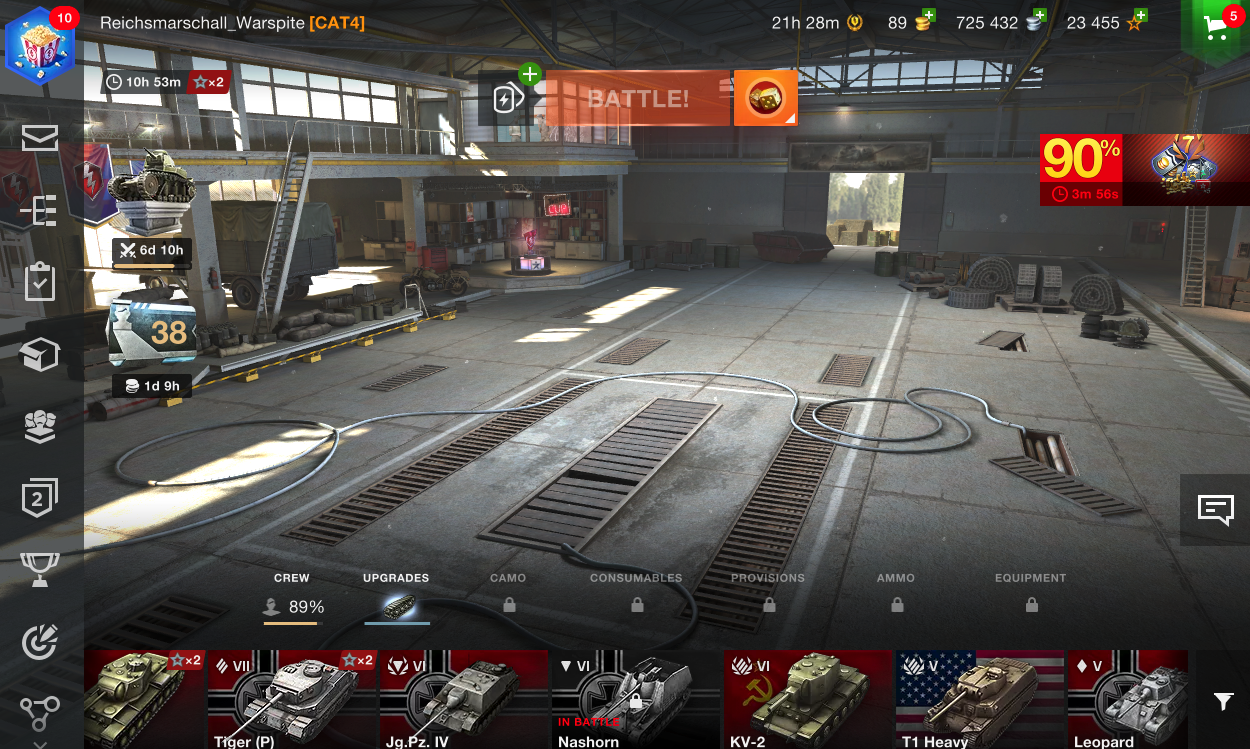 10
Reichsmarschall_Warspite [CAT4]
21h 28m
89
725 432
23 455
5
10h 53m
×2
BATTLE!
90%
3m 56s
7
CUP
6d 10h
38
1d 9h
2
CREW
UPGRADES
CAMO
CONSUMABLES
PROVISIONS
AMMO
EQUIPMENT
89%
×2
VII
×2
Tiger (P)
VI
Jg.Pz. IV
VI
IN BATTLE
Nashorn
VI
KV-2
V
T1 Heavy
V
Leopard